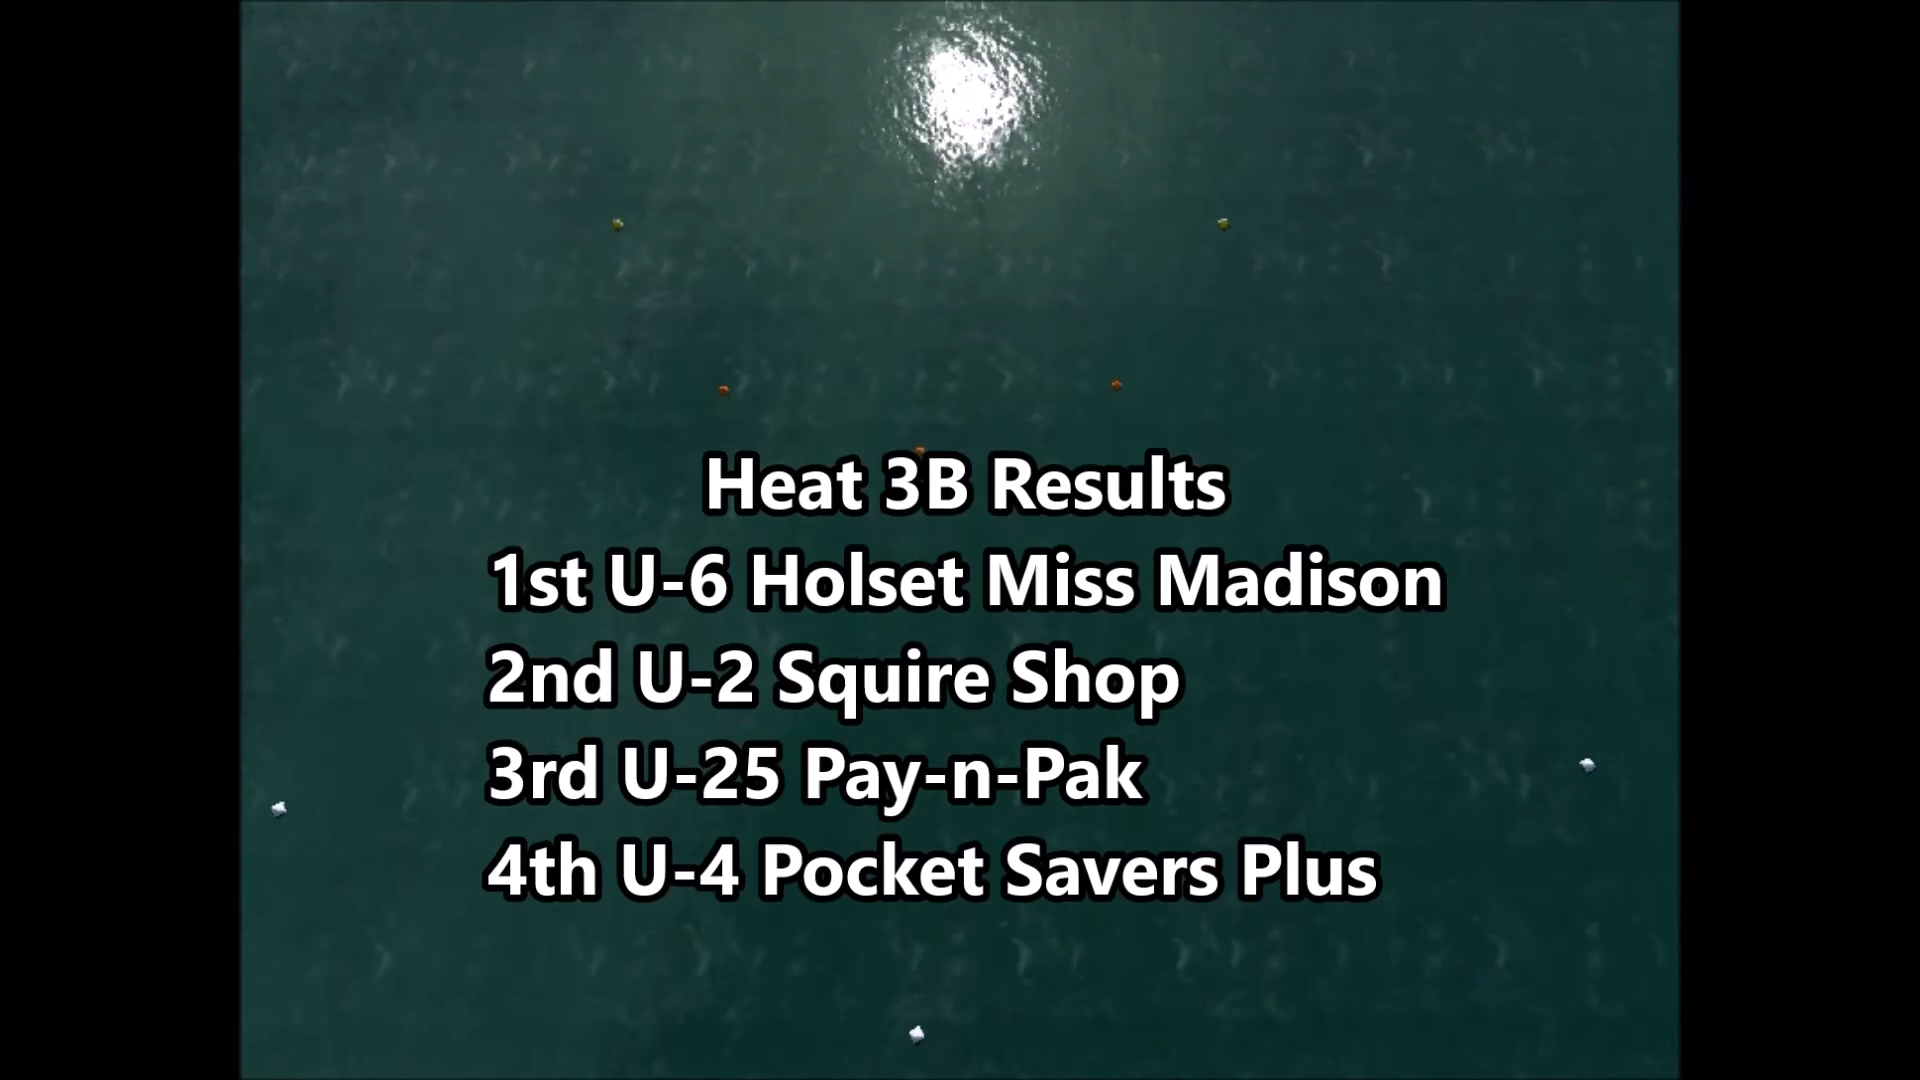 Heat 3B Results
1st U-6 Holset Miss Madison
2nd U-2 Squire Shop
3rd U-25 Pay-n-Pak
4th U-4 Pocket Savers Plus